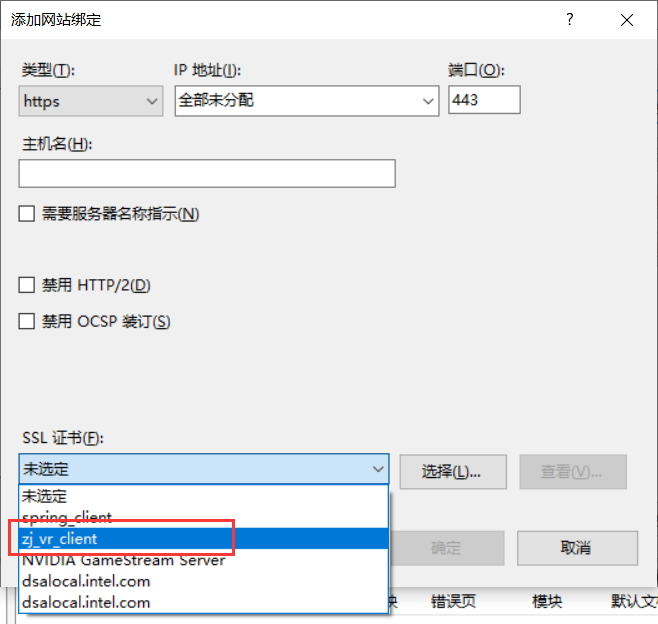 添加网站绑定
?
类型(T):
IP 地址(I):
端口(O):
https
全部未分配
443
主机名(H):
需要服务器名称指示(N)
禁用 HTTP/2(D)
禁用 OCSP 装订(S)
SSL 证书(F):
未选定
选择(L)...
查看(V)...
未选定
spring_client
zj_vr_client
确定
取消
NVIDIA GameStream Server
dsalocal.intel.com
dsalocal.intel.com
错误页
模块
默认文